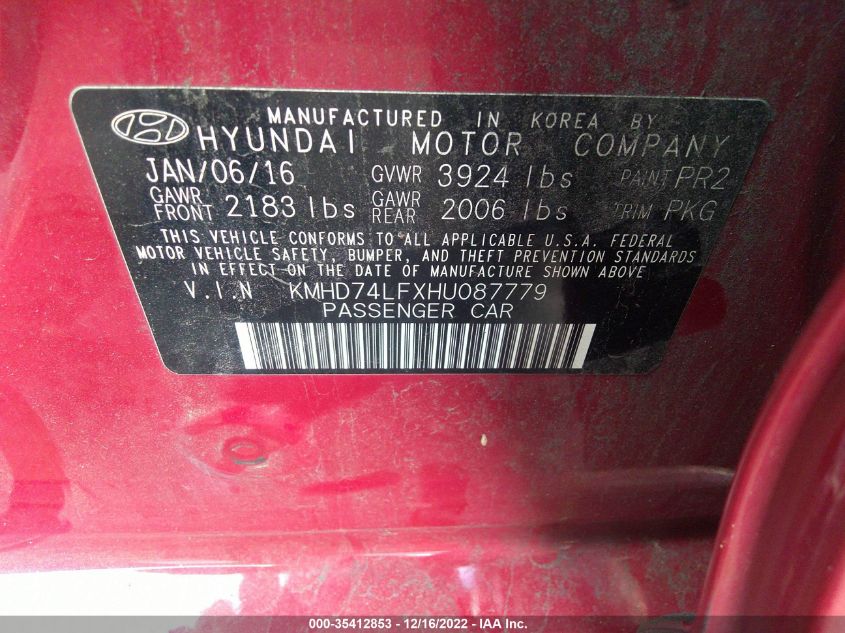 MANUFACTURED IN KOREA BY
HYUNDAI MOTOR COMPANY
JAN/06/16 GVWR 3924 lbs PAINT PR2
GAWR FRONT 2183 lbs GAWR REAR 2006 lbs TRIM PKG
THIS VEHICLE CONFORMS TO ALL APPLICABLE U.S.A. FEDERAL
MOTOR VEHICLE SAFETY, BUMPER, AND THEFT PREVENTION STANDARDS
IN EFFECT ON THE DATE OF MANUFACTURE SHOWN ABOVE
V.I.N KMHD74LFXHU087779
PASSENGER CAR
000-35412853 - 12/16/2022 - IAA Inc.